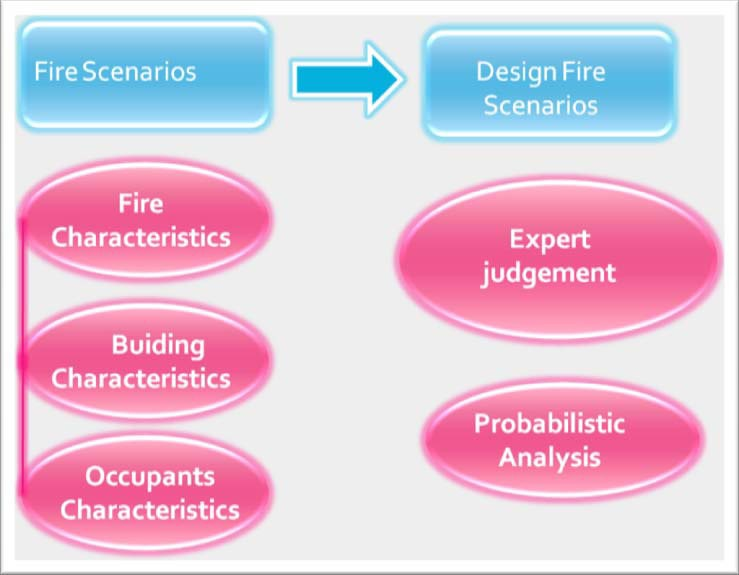 Fire Scenarios
Design Fire
Scenarios
Fire
Characteristics
Buiding
Characteristics
Occupants
Characteristics
Expert
judgement
Probabilistic
Analysis